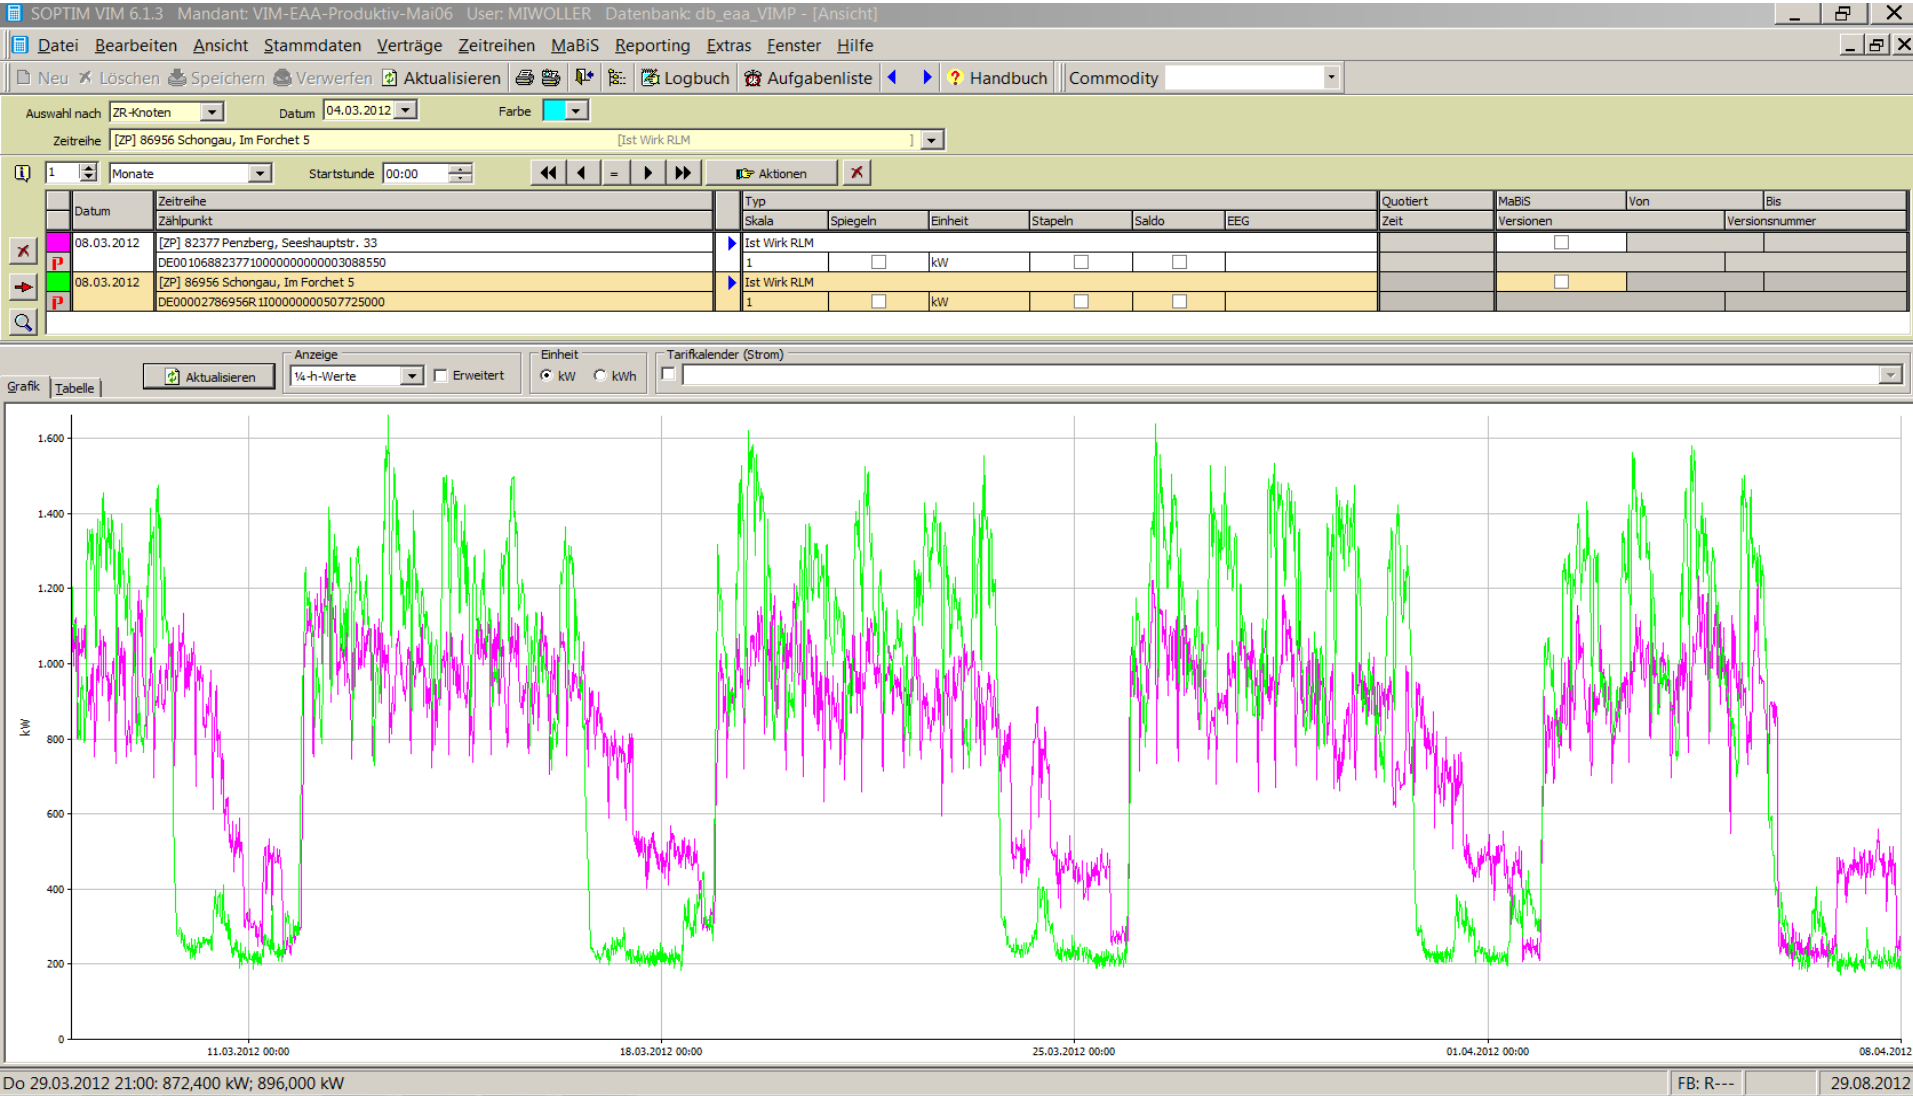 SOPTIM VIM 6.1.3 Mandant: VIM-EAA-Produktiv-Mai06 User: MIWOLLER Datenbank: db_eaa_VIMP - [Ansicht]
Datei Bearbeiten Ansicht Stammdaten Verträge Zeitreihen MaBiS Reporting Extras Fenster Hilfe
Neu Löschen Speichern Verwerfen Aktualisieren Logbuch Aufgabenliste ? Handbuch Commodity
Auswahl nach ZR-Knoten Datum 04.03.2012 Farbe
Zeitreihe [ZP] 86956 Schongau, Im Forchet 5 [Ist Wirk RLM ]
1 Monate Startstunde 00:00 = Aktionen
Datum Zeitreihe Typ Quotiert MaBiS Von Bis
Zählpunkt Skala Spiegeln Einheit Stapeln Saldo EEG Zeit Versionen Versionsnummer
08.03.2012 [ZP] 82377 Penzberg, Seeshauptstr. 33 Ist Wirk RLM
P DE0010688237710000000000003088550 1 kW
08.03.2012 [ZP] 86956 Schongau, Im Forchet 5 Ist Wirk RLM
P DE00002786956R1I00000000507725000 1 kW
Grafik Tabelle Aktualisieren
Anzeige Einheit Tarifkalender (Strom)
¼-h-Werte Erweitert kW kWh
kW
1.600
1.400
1.200
1.000
800
600
400
200
0
11.03.2012 00:00 18.03.2012 00:00 25.03.2012 00:00 01.04.2012 00:00 08.04.2012
Do 29.03.2012 21:00: 872,400 kW; 896,000 kW FB: R--- 29.08.2012